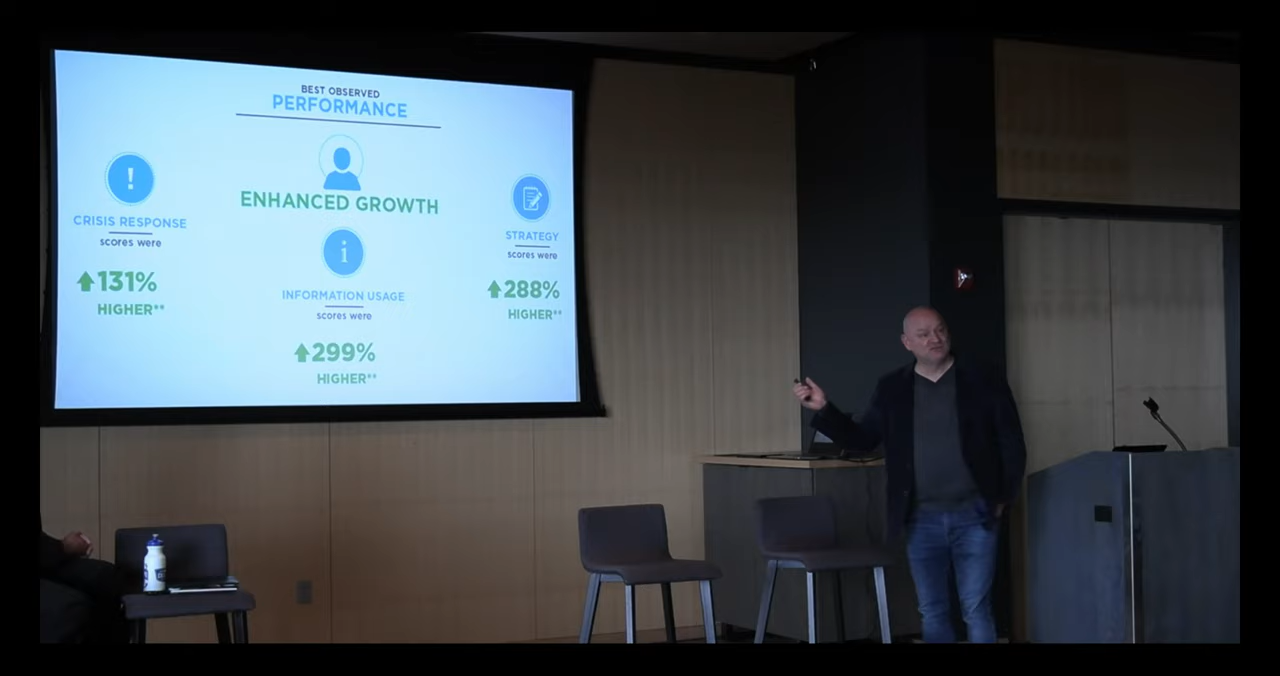 BEST OBSERVED
PERFORMANCE
ENHANCED GROWTH
!
CRISIS RESPONSE
scores were
131%
HIGHER**
i
INFORMATION USAGE
scores were
299%
HIGHER**
STRATEGY
scores were
288%
HIGHER**